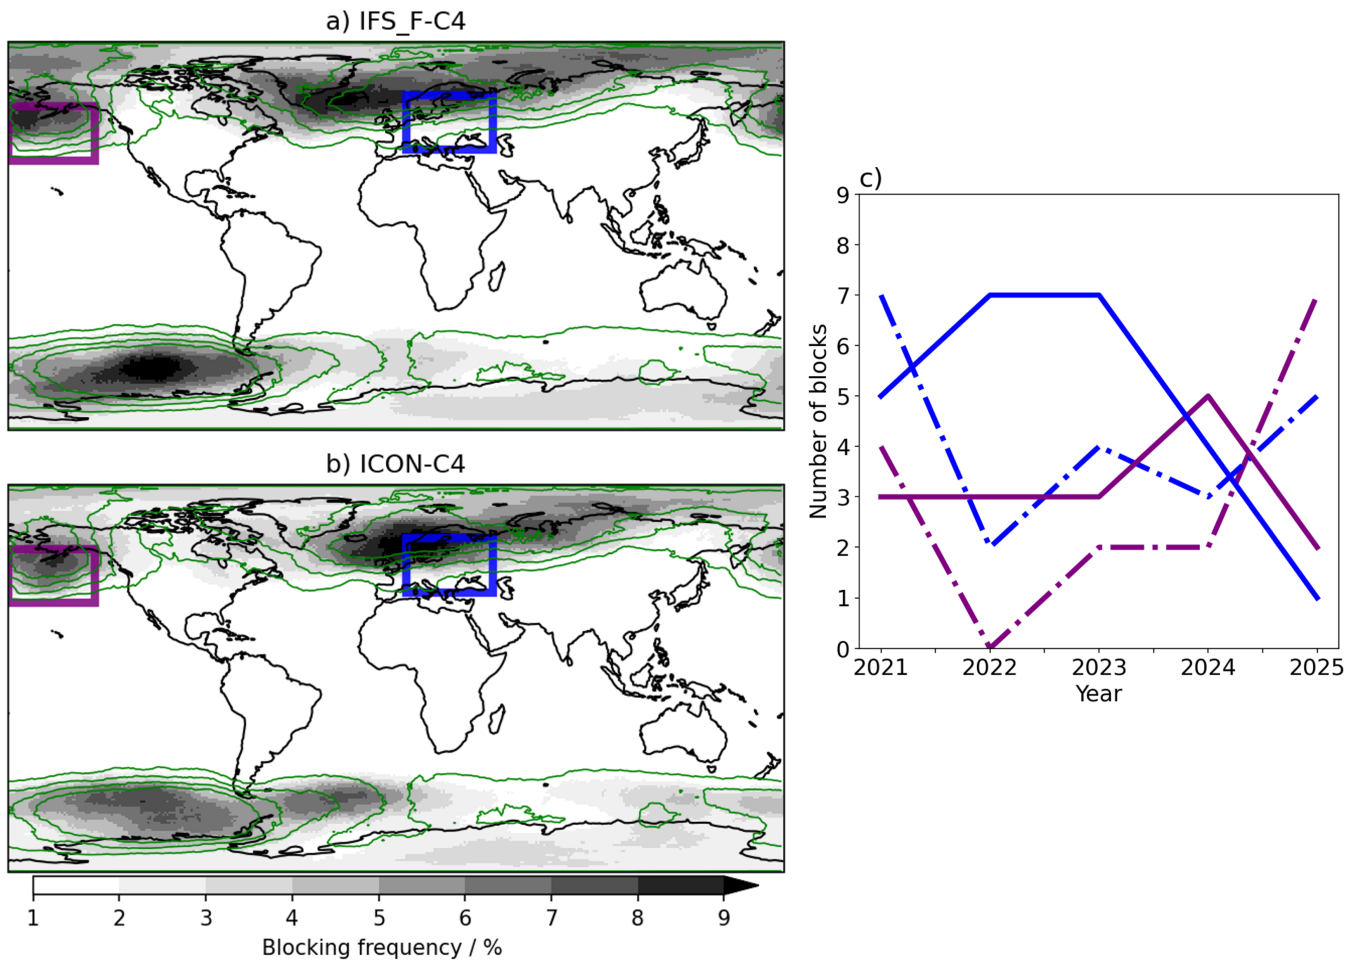 a) IFS_F-C4
b) ICON-C4
1 2 3 4 5 6 7 8 9
Blocking frequency / %
c)
9
8
7
6
5
4
3
2
1
0
Number of blocks
2021 2022 2023 2024 2025
Year